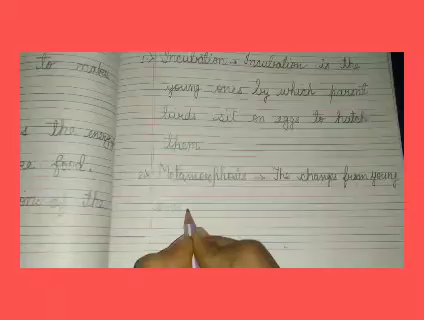 to make
s the energy
food.
of the
Incubation → Incubation is the
young ones by which parent
birds sit on eggs to hatch
them
Metamorphosis → The changes from young